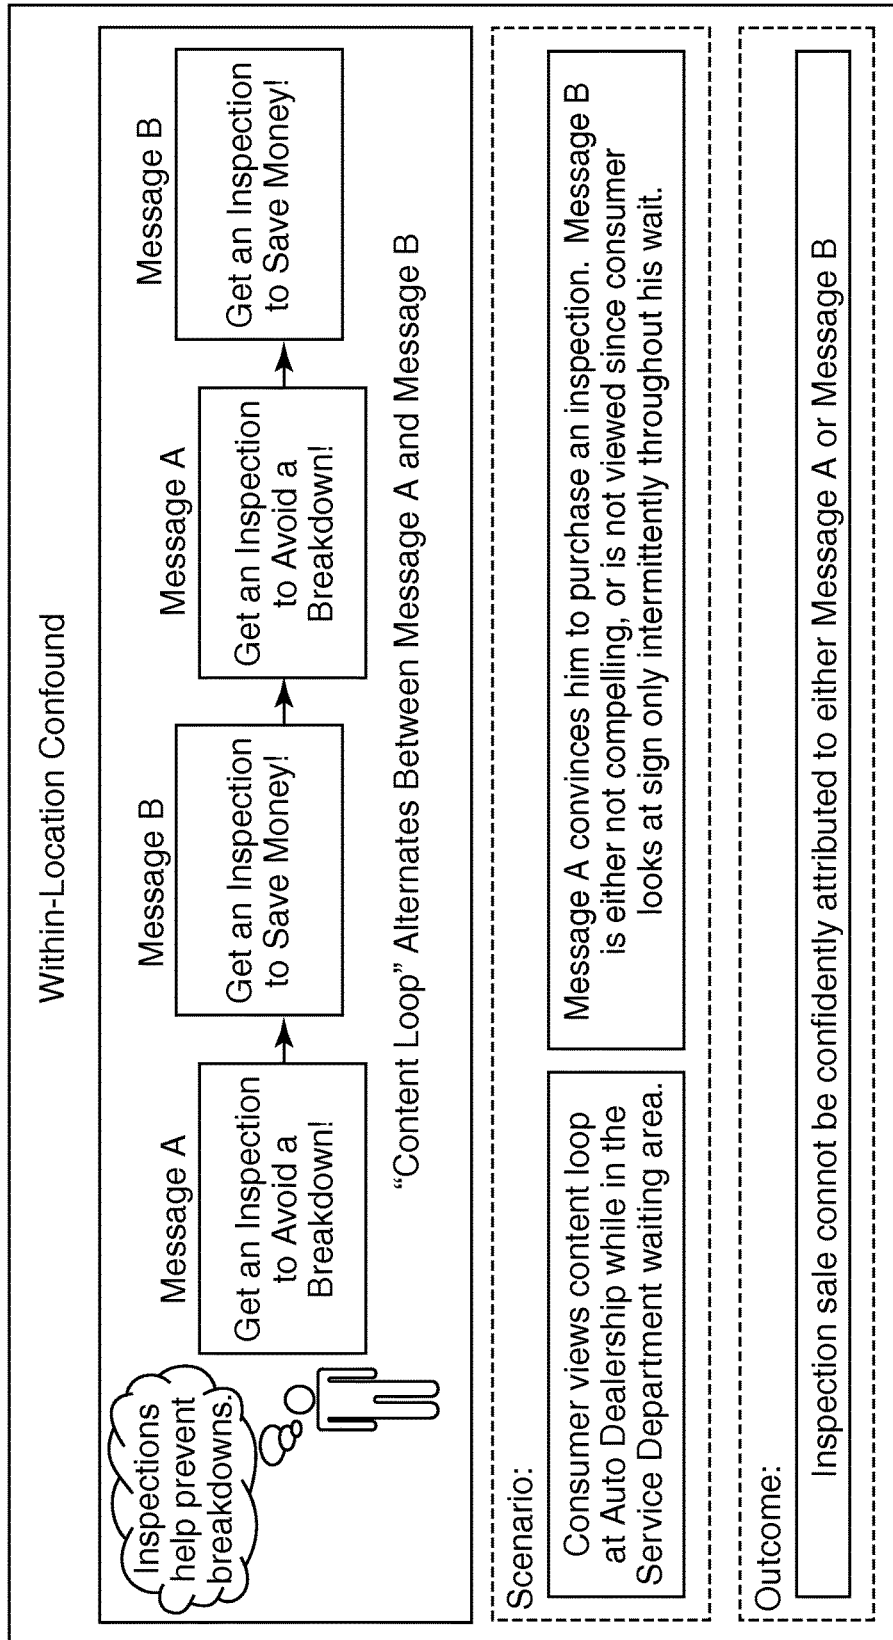 Within-Location Confound
Inspections
help prevent
breakdowns.
Message A
Get an Inspection
to Avoid a
Breakdown!
Message B
Get an Inspection
to Save Money!
Message A
Get an Inspection
to Avoid a
Breakdown!
Message B
Get an Inspection
to Save Money!
“Content Loop” Alternates Between Message A and Message B
Scenario:
Consumer views content loop
at Auto Dealership while in the
Service Department waiting area.
Message A convinces him to purchase an inspection. Message B
is either not compelling, or is not viewed since consumer
looks at sign only intermittently throughout his wait.
Outcome:
Inspection sale connot be confidently attributed to either Message A or Message B